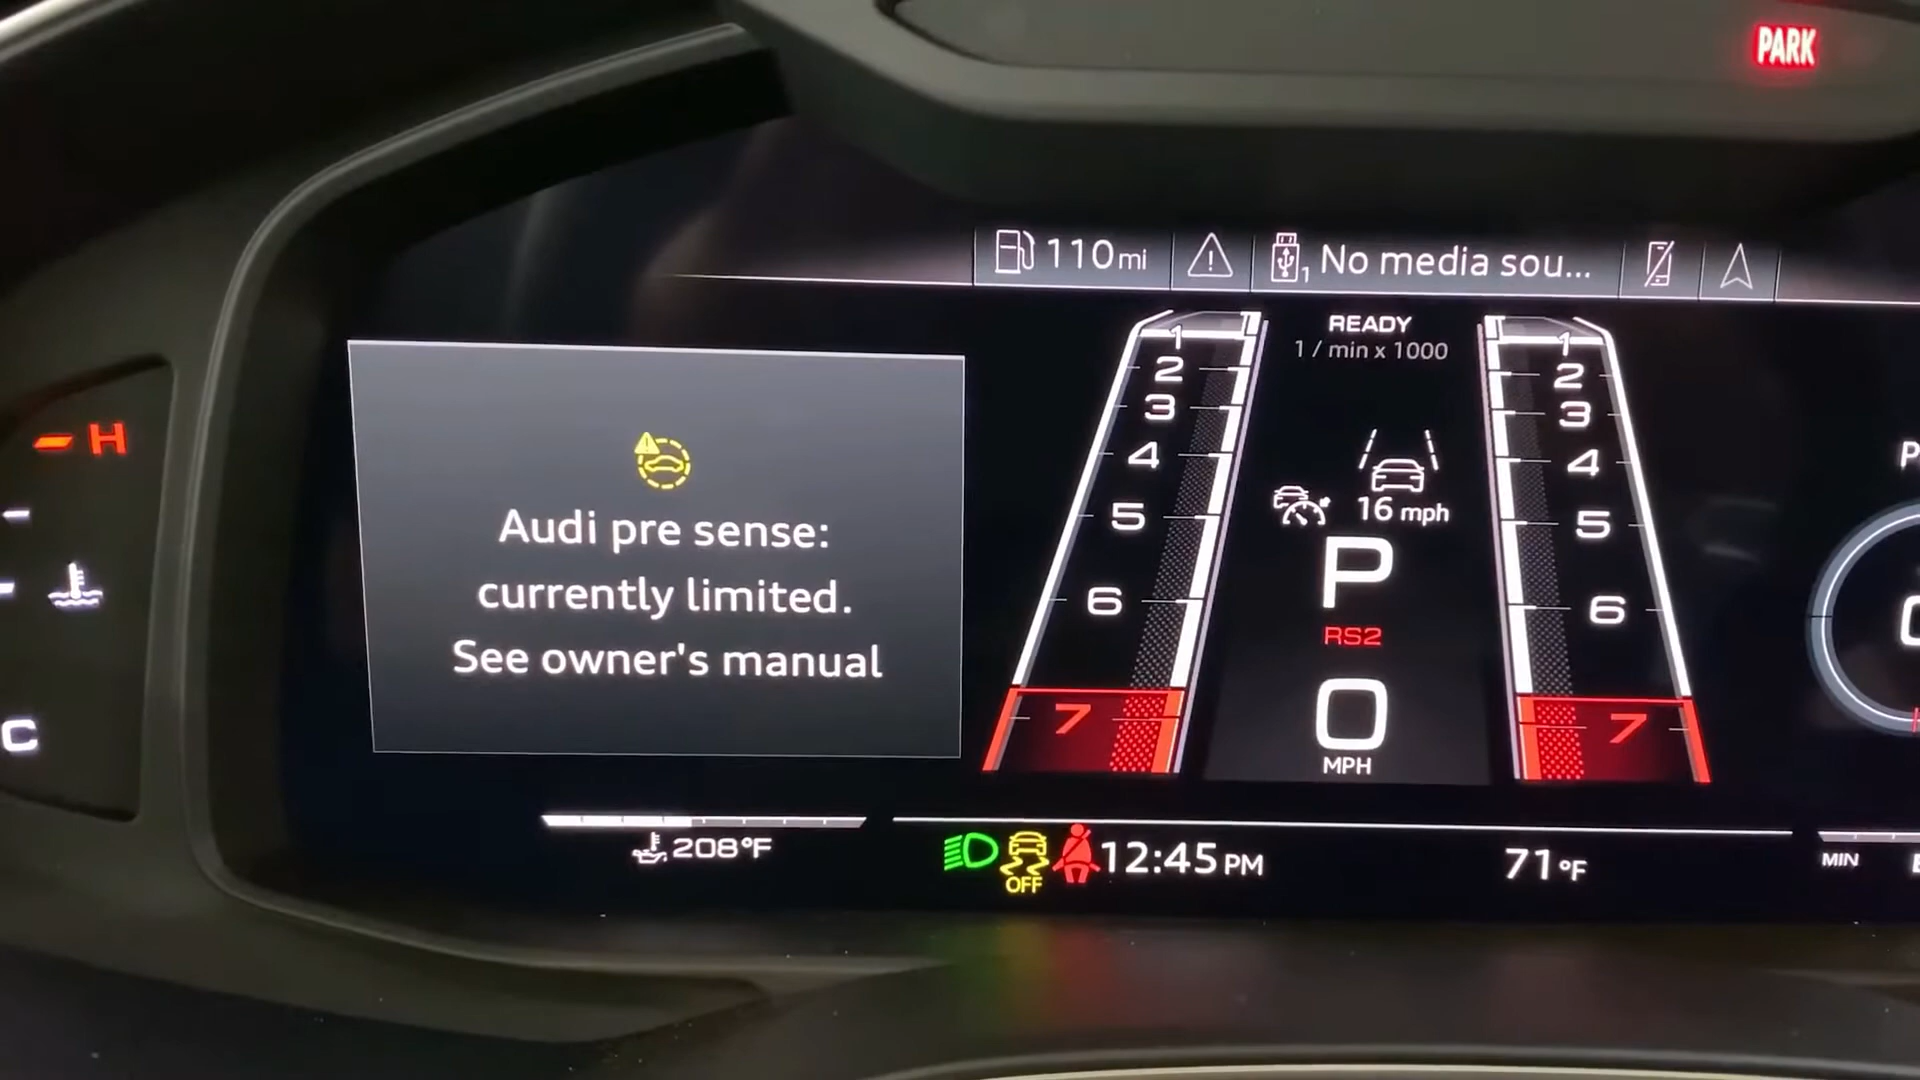 PARK
110 mi
1 No media sou...
READY
1 / min x 1000
1
2
3
4
5
6
7
1
2
3
4
5
6
7
H
C
Audi pre sense:
currently limited.
See owner's manual
16 mph
P
RS2
0
MPH
208°F
OFF
12:45 PM
71°F
MIN